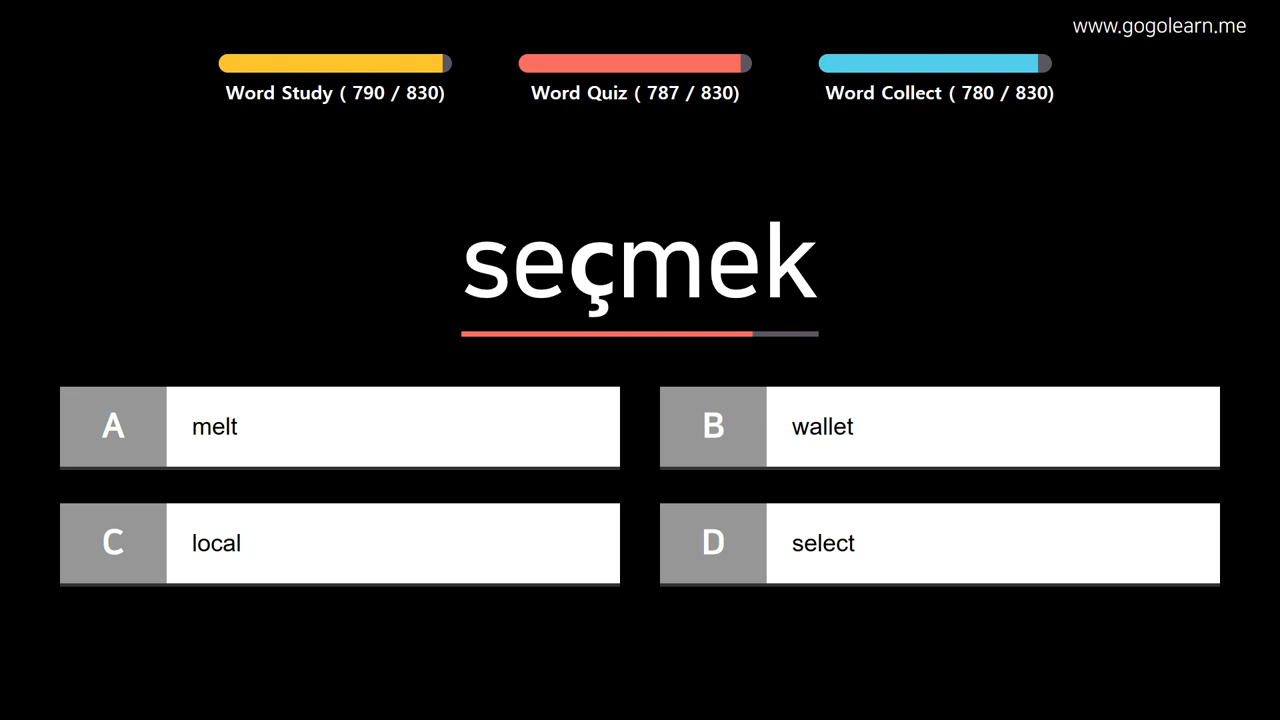 www.gogolearn.me
Word Study ( 790 / 830)
Word Quiz ( 787 / 830)
Word Collect ( 780 / 830)
seçmek
A melt
B wallet
C local
D select